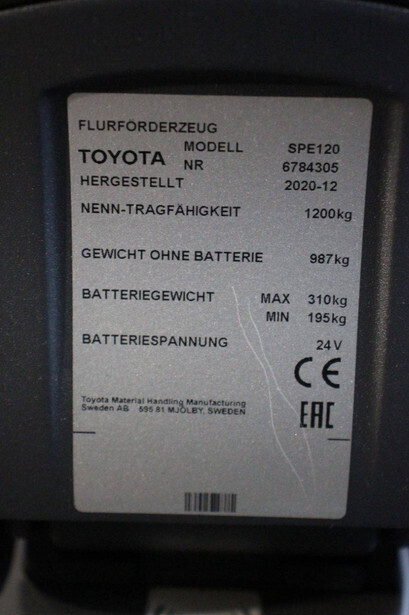 FLURFÖRDERZEUG
TOYOTA MODELL SPE120
NR 6784305
HERGESTELLT 2020-12
NENN-TRAGFÄHIGKEIT 1200kg
GEWICHT OHNE BATTERIE 987kg
BATTERIEGEWICHT MAX 310kg
MIN 195kg
BATTERIESPANNUNG 24V
CE
Toyota Material Handling Manufacturing
Sweden AB 595 81 MJÖLBY, SWEDEN
EAC